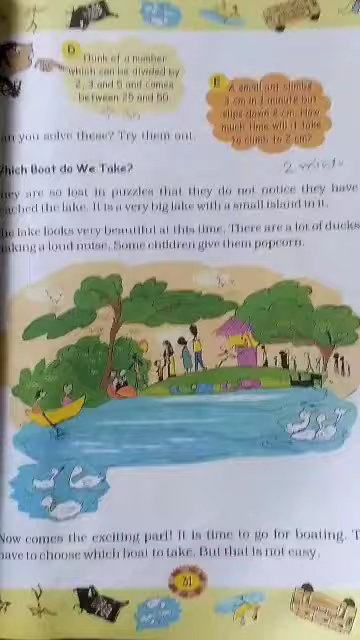 D
Think of a number
which can be divided by
2, 3 and 5 and comes
between 25 and 50.
E
A small ant climbs
3 cm in 1 minute but
slips down 2 cm. How
much time will it take
to climb to 2 cm?
an you solve these? Try them out.
2 mints
Which Boat do We Take?
hey are so lost in puzzles that they do not notice they have
eached the lake. It is a very big lake with a small island in it.
he lake looks very beautiful at this time. There are a lot of ducks
aking a loud noise. Some children give them popcorn.
Now comes the exciting part! It is time to go for boating. T
have to choose which boat to take. But that is not easy.